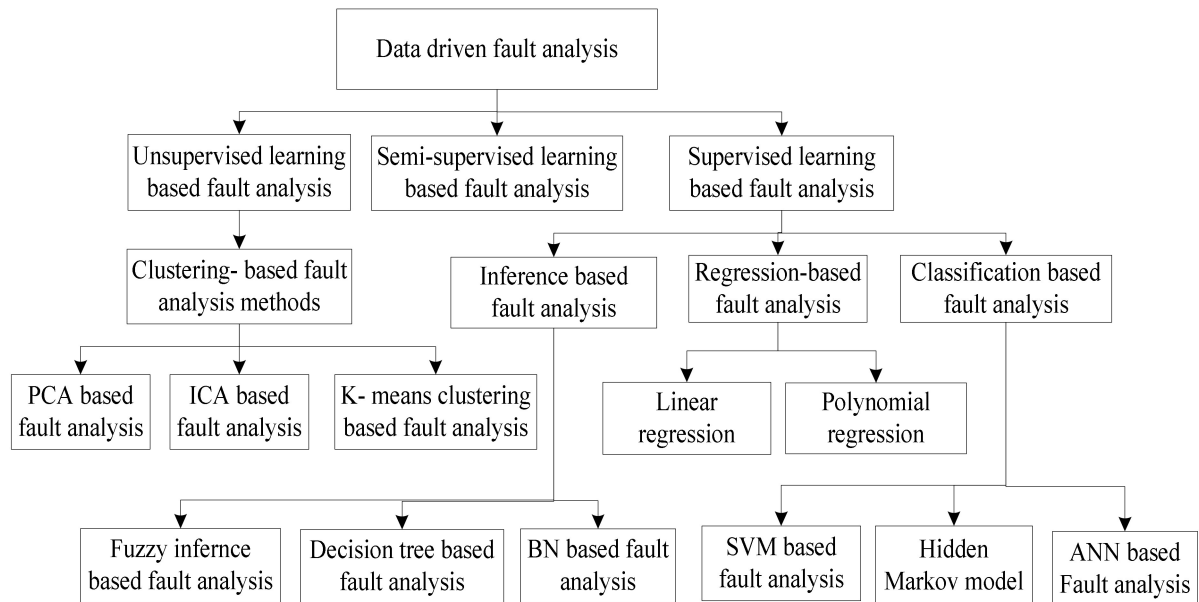 Data driven fault analysis
Unsupervised learning
based fault analysis
Semi-supervised learning
based fault analysis
Supervised learning
based fault analysis
Clustering- based fault
analysis methods
Inference based
fault analysis
Regression-based
fault analysis
Classification based
fault analysis
PCA based
fault analysis
ICA based
fault analysis
K- means clustering
based fault analysis
Linear
regression
Polynomial
regression
Fuzzy infernce
based fault analysis
Decision tree based
fault analysis
BN based fault
analysis
SVM based
fault analysis
Hidden
Markov model
ANN based
Fault analysis